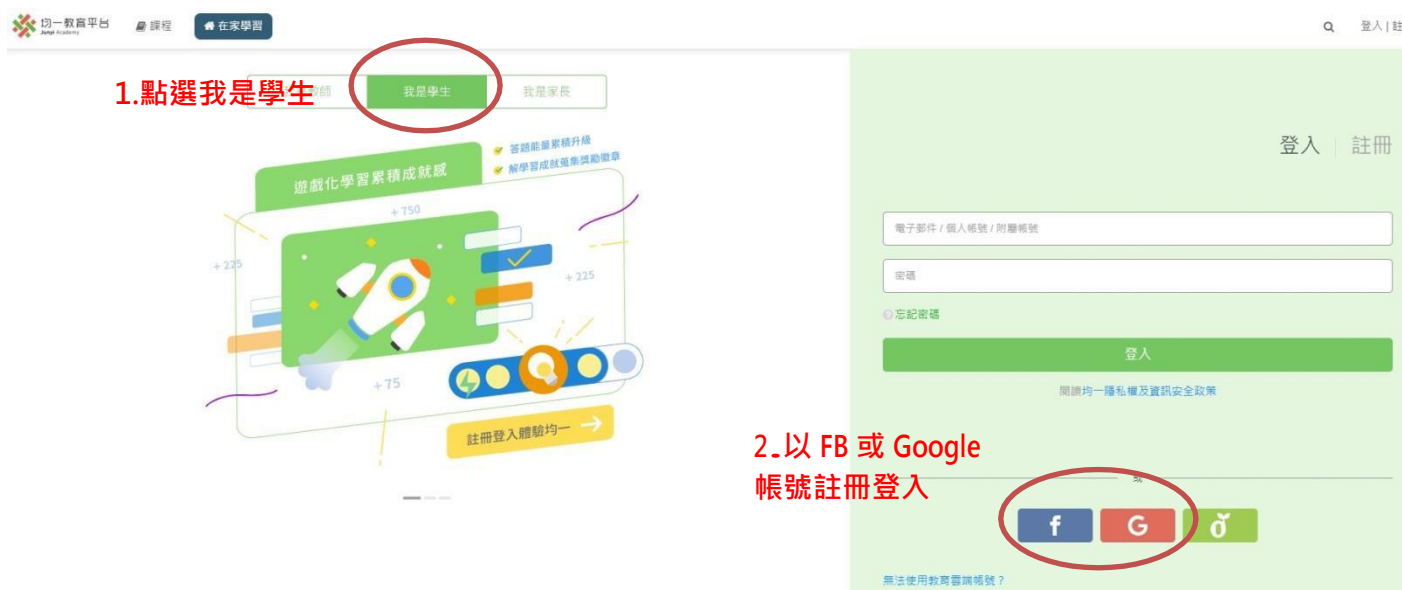 均一教育平台
Junyi Academy
課程
在家學習
登入 | 註
1.點選我是學生
教師
我是學生
我是家長
答題能量累積升級
解學習成就蒐集獎勵徽章
遊戲化學習累積成就感
+ 750
+ 225
+ 225
+ 75
註冊登入體驗均一
登入 | 註冊
電子郵件 / 個人帳號 / 附屬帳號
密碼
忘記密碼
登入
閱讀均一隱私權及資訊安全政策
2.以 FB 或 Google
帳號註冊登入
或
f
G
無法使用教育雲端帳號？